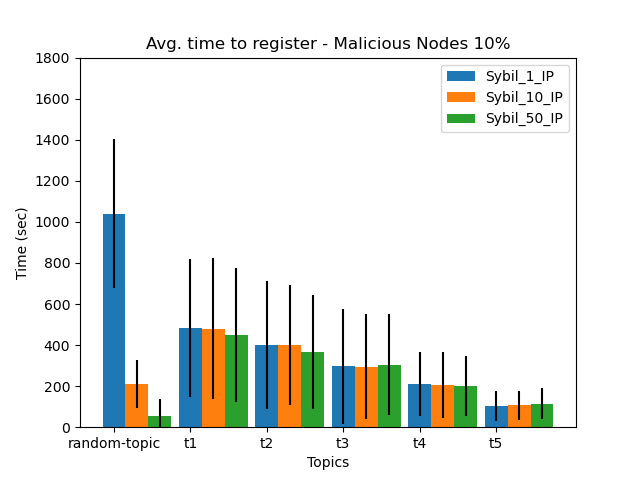 Avg. time to register - Malicious Nodes 10%
Sybil_1_IP
Sybil_10_IP
Sybil_50_IP
Time (sec)
1800
1600
1400
1200
1000
800
600
400
200
0
random-topic t1 t2 t3 t4 t5
Topics